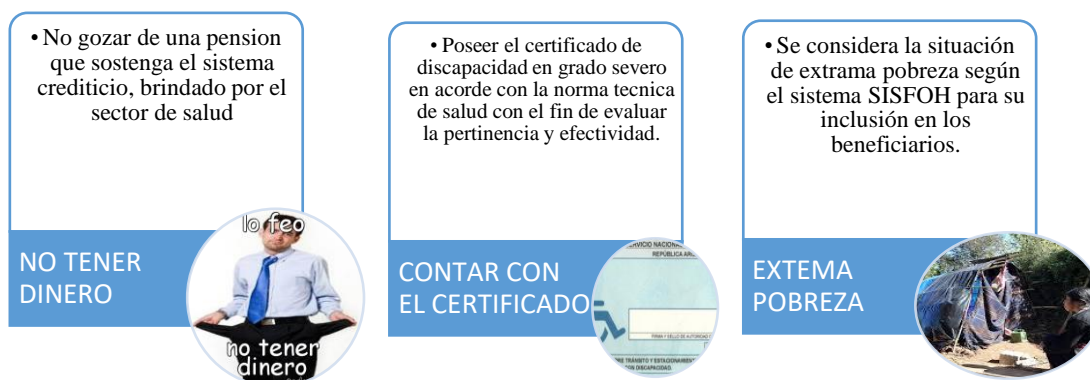 • No gozar de una pension
que sostenga el sistema
crediticio, brindado por el
sector de salud
NO TENER
DINERO
lo feo
no tener
dinero
• Poseer el certificado de
discapacidad en grado severo
en acorde con la norma tecnica
de salud con el fin de evaluar
la pertinencia y efectividad.
CONTAR CON
EL CERTIFICADO
REPÚBLICA
• Se considera la situación
de extrama pobreza según
el sistema SISFOH para su
inclusión en los
beneficiarios.
EXTEMA
POBREZA